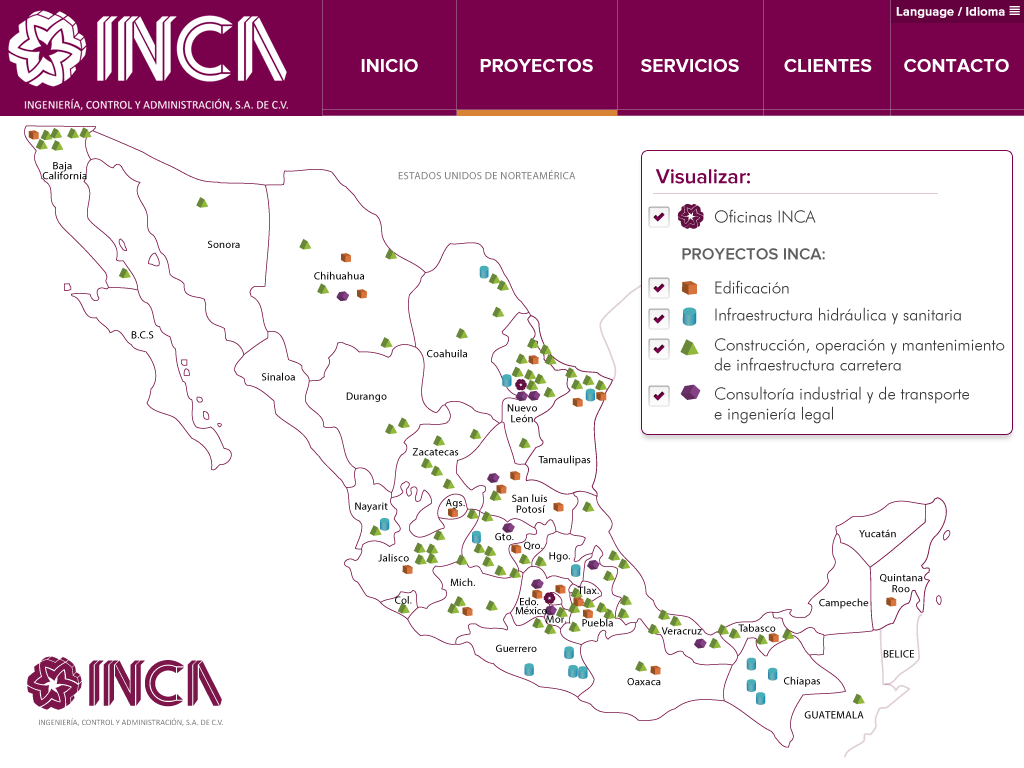 Language / Idioma
INCA
INGENIERÍA, CONTROL Y ADMINISTRACIÓN, S.A. DE C.V.
INICIO
PROYECTOS
SERVICIOS
CLIENTES
CONTACTO
ESTADOS UNIDOS DE NORTEAMÉRICA
Visualizar:
Oficinas INCA
PROYECTOS INCA:
Edificación
Infraestructura hidráulica y sanitaria
Construcción, operación y mantenimiento
de infraestructura carretera
Consultoría industrial y de transporte
e ingeniería legal
Baja
California
Sonora
Chihuahua
B.C.S
Coahuila
Sinaloa
Durango
Nuevo
León
Zacatecas
Tamaulipas
Nayarit
Ags.
San luis
Potosí
Gto.
Qro.
Hgo.
Jalisco
Mich.
Tlax.
Col.
Edo.
México
Mor.
Puebla
Veracruz
Tabasco
Yucatán
Quintana
Roo
Campeche
Guerrero
Oaxaca
Chiapas
BELICE
GUATEMALA
INCA
INGENIERÍA, CONTROL Y ADMINISTRACIÓN, S.A. DE C.V.